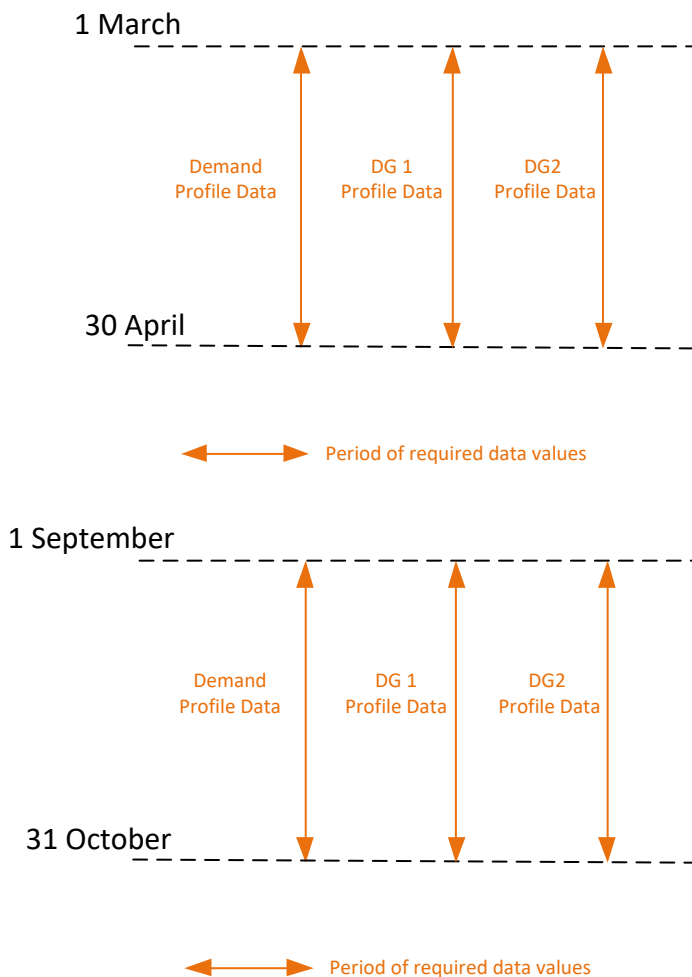 1 March
Demand
Profile Data
DG 1
Profile Data
DG2
Profile Data
30 April
Period of required data values
1 September
Demand
Profile Data
DG 1
Profile Data
DG2
Profile Data
31 October
Period of required data values